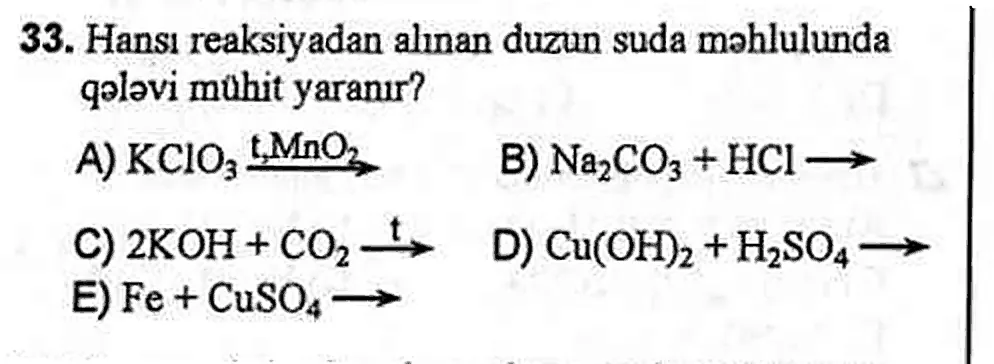 33. Hansı reaksiyadan alınan duzun suda məhlulunda
qələvi mühit yaranır?
A) KClO₃ t,MnO₂ →
B) Na₂CO₃ + HCl →
C) 2KOH + CO₂ t →
D) Cu(OH)₂ + H₂SO₄ →
E) Fe + CuSO₄ →